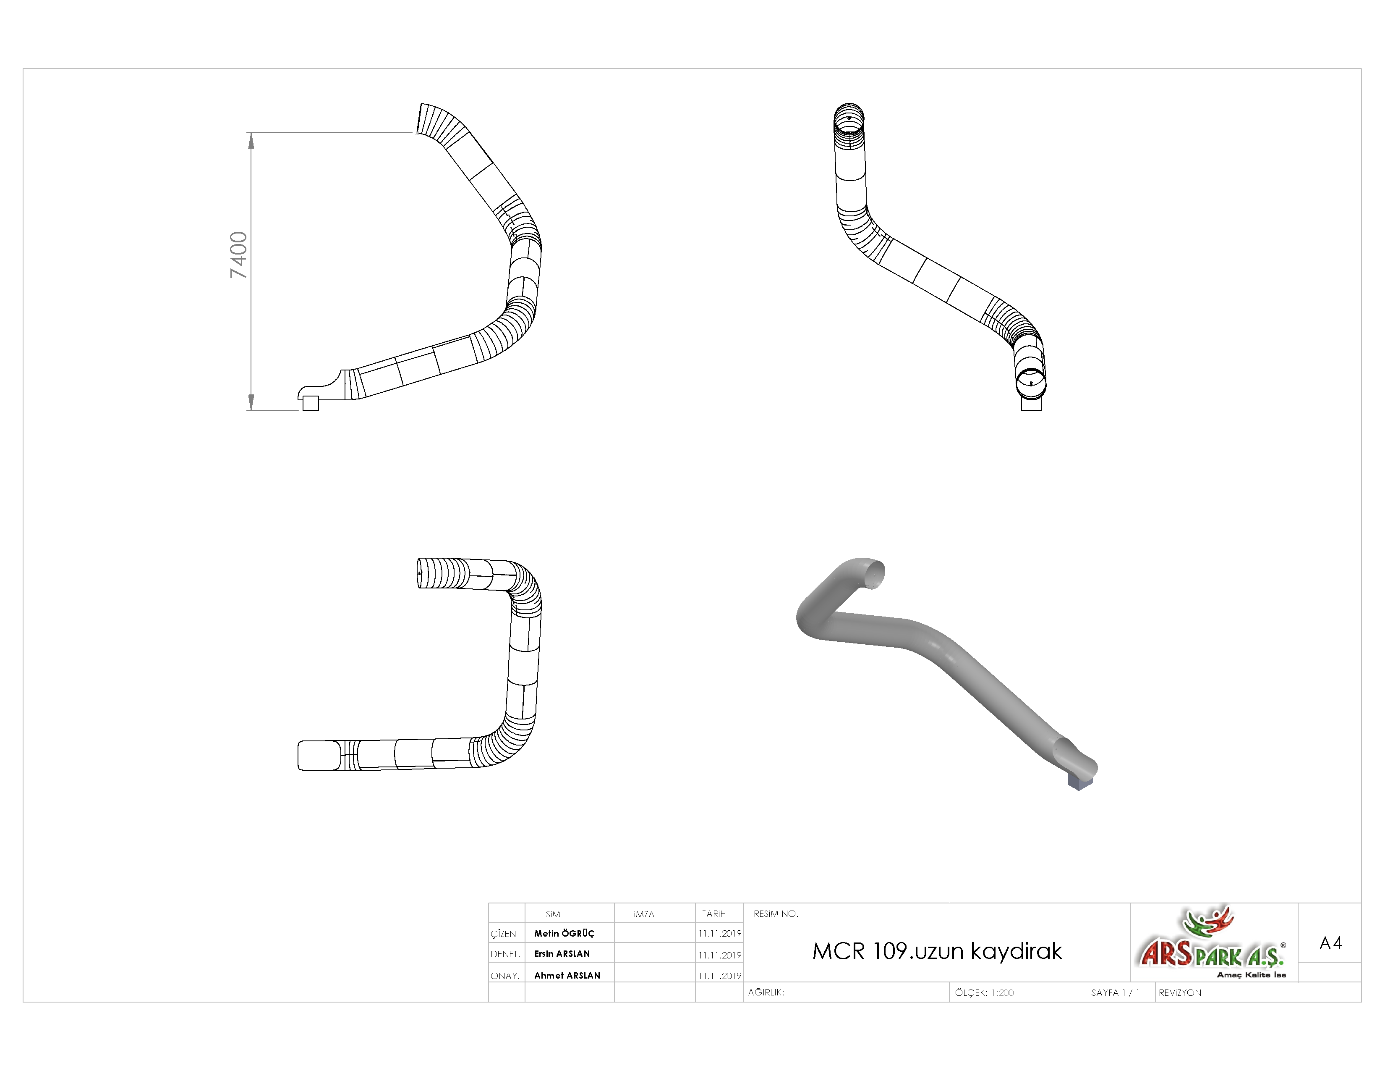 7400
İSİM İMZA TARİH RESİM NO.
ÇİZEN Metin ÖGRÜÇ 11.11.2019
DENET. Ersin ARSLAN 11.11.2019
ONAY. Ahmet ARSLAN 11.11.2019
MCR 109.uzun kaydirak
ARSPARK A.Ş.®
Amaç Kalite İse
A4
AĞIRLIK: ÖLÇEK: 1:200 SAYFA 1 / 1 REVİZYON